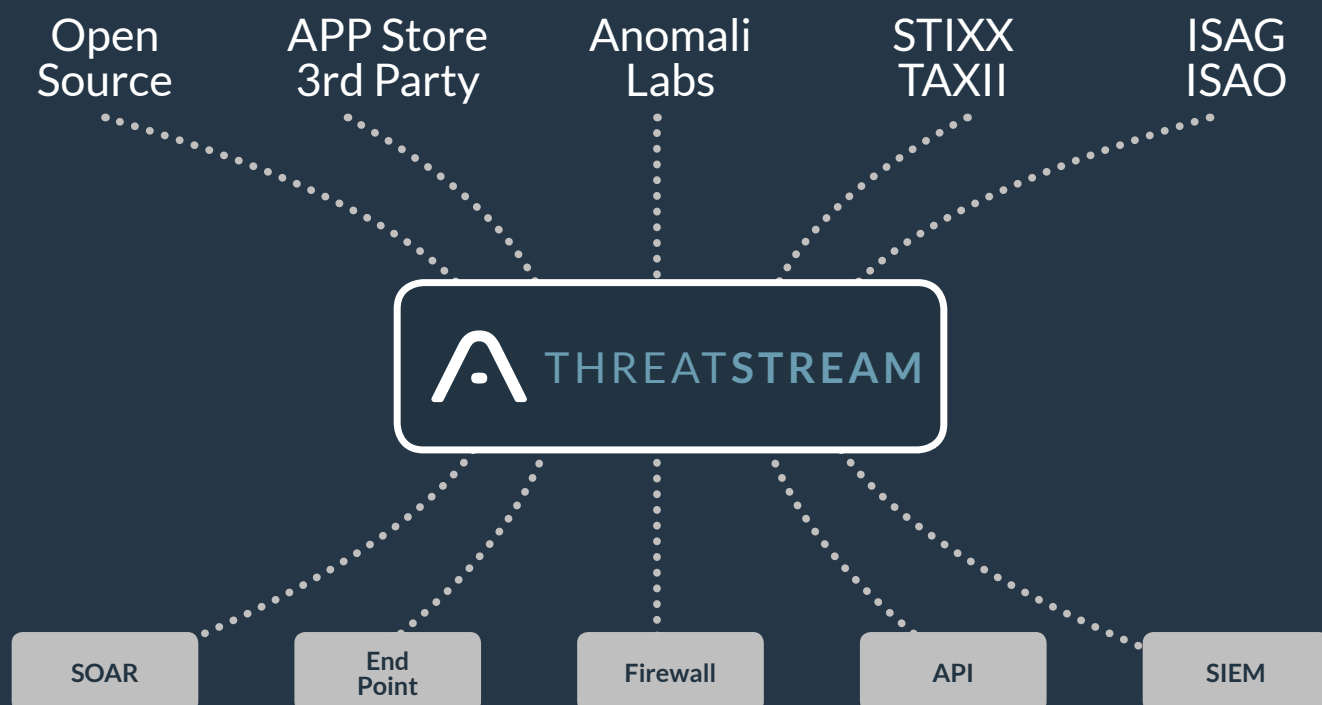 Open
Source
APP Store
3rd Party
Anomali
Labs
STIXX
TAXII
ISAG
ISAO
THREATSTREAM
SOAR
End
Point
Firewall
API
SIEM